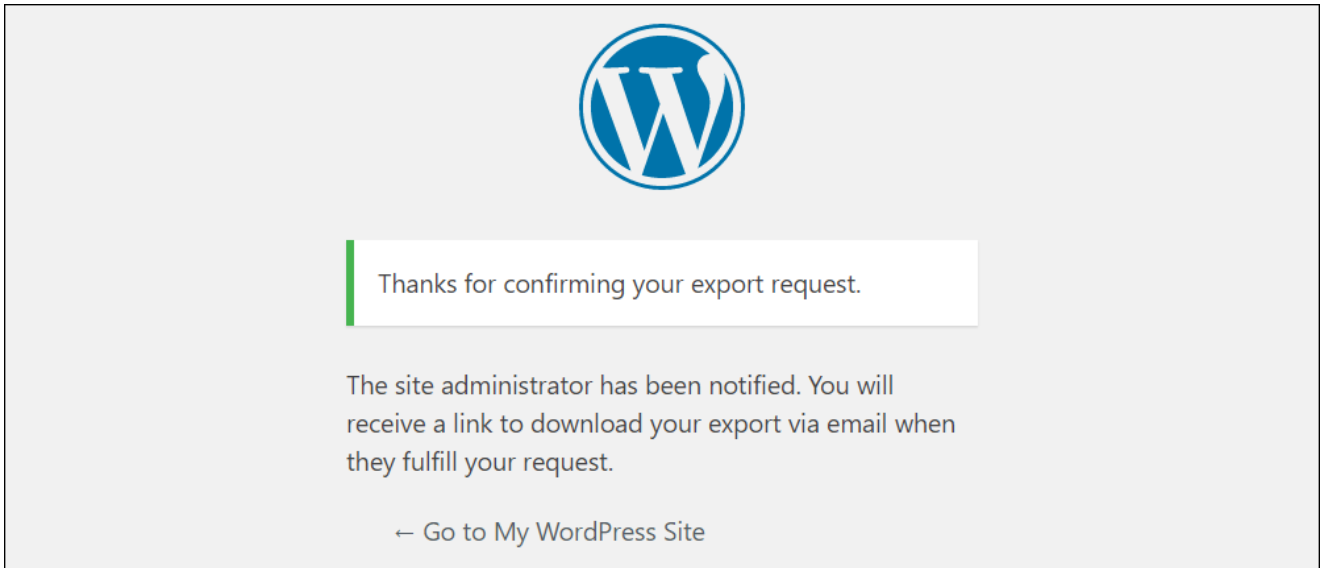 Thanks for confirming your export request.
The site administrator has been notified. You will
receive a link to download your export via email when
they fulfill your request.
← Go to My WordPress Site